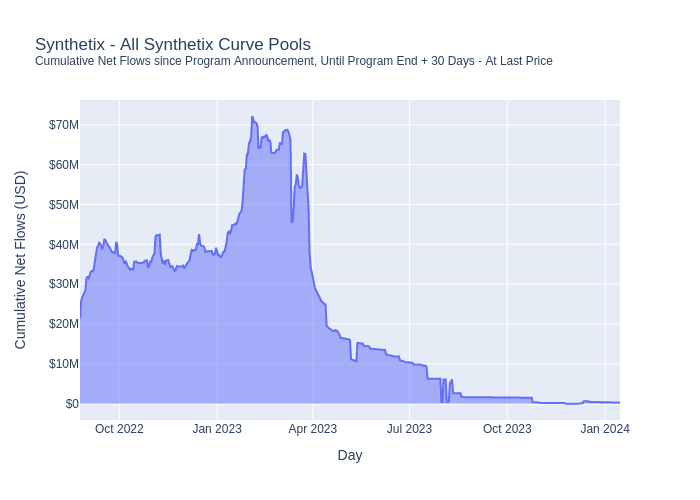 Synthetix - All Synthetix Curve Pools
Cumulative Net Flows since Program Announcement, Until Program End + 30 Days - At Last Price
$70M
$60M
$50M
$40M
$30M
$20M
$10M
$0
Cumulative Net Flows (USD)
Oct 2022
Jan 2023
Apr 2023
Jul 2023
Oct 2023
Jan 2024
Day